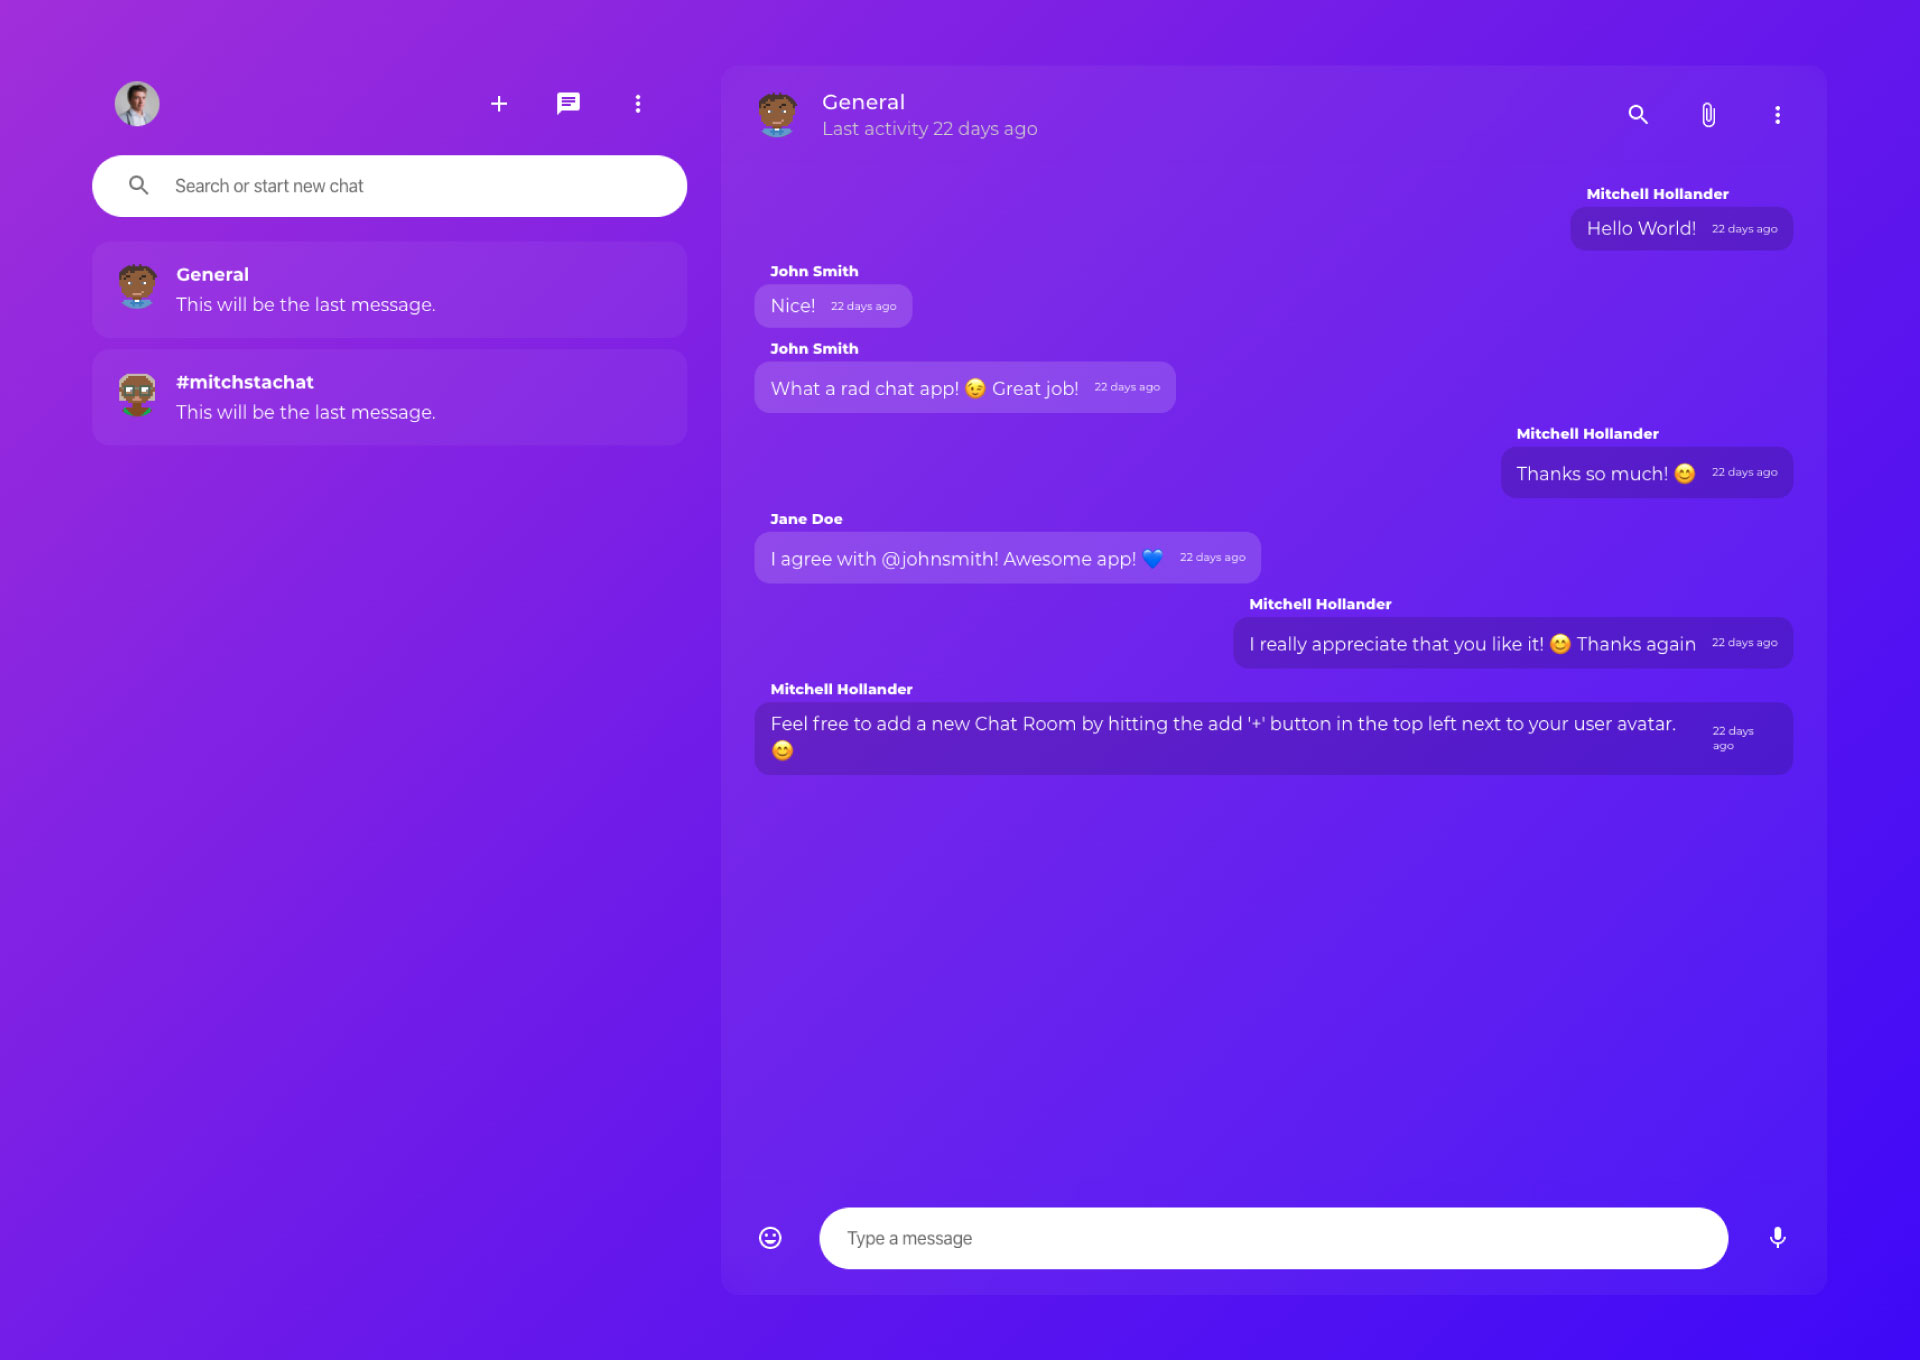 Search or start new chat
General
This will be the last message.
#mitchstachat
This will be the last message.
General
Last activity 22 days ago
Mitchell Hollander
Hello World! 22 days ago
John Smith
Nice! 22 days ago
John Smith
What a rad chat app! 😉 Great job! 22 days ago
Mitchell Hollander
Thanks so much! 😊 22 days ago
Jane Doe
I agree with @johnsmith! Awesome app! 💙 22 days ago
Mitchell Hollander
I really appreciate that you like it! 😊 Thanks again 22 days ago
Mitchell Hollander
Feel free to add a new Chat Room by hitting the add '+' button in the top left next to your user avatar.
😊
22 days
ago
Type a message